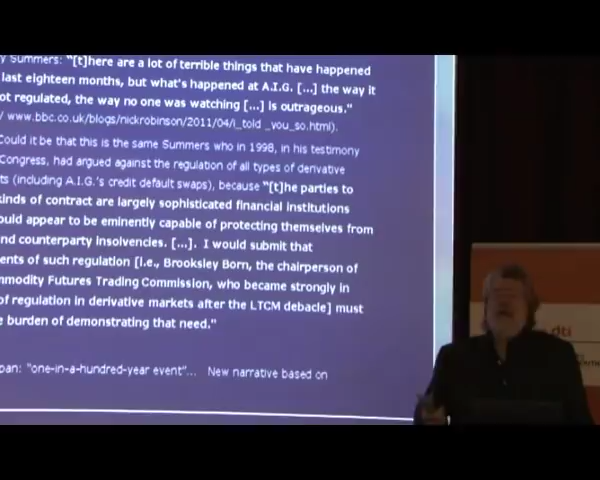 y Summers: "[t]here are a lot of terrible things that have happened
last eighteen months, but what's happened at A.I.G. [...] the way it
ot regulated, the way no one was watching [...] is outrageous."
/ www.bbc.co.uk/blogs/nickrobinson/2011/04/i_told _you_so.html).
Could it be that this is the same Summers who in 1998, in his testimony
Congress, had argued against the regulation of all types of derivative
ts (including A.I.G.'s credit default swaps), because "[t]he parties to
kinds of contract are largely sophisticated financial institutions
ould appear to be eminently capable of protecting themselves from
nd counterparty insolvencies. [...]. I would submit that
ents of such regulation [i.e., Brooksley Born, the chairperson of
mmodity Futures Trading Commission, who became strongly in
of regulation in derivative markets after the LTCM debacle] must
e burden of demonstrating that need."
pan: "one-in-a-hundred-year event"... New narrative based on
dti